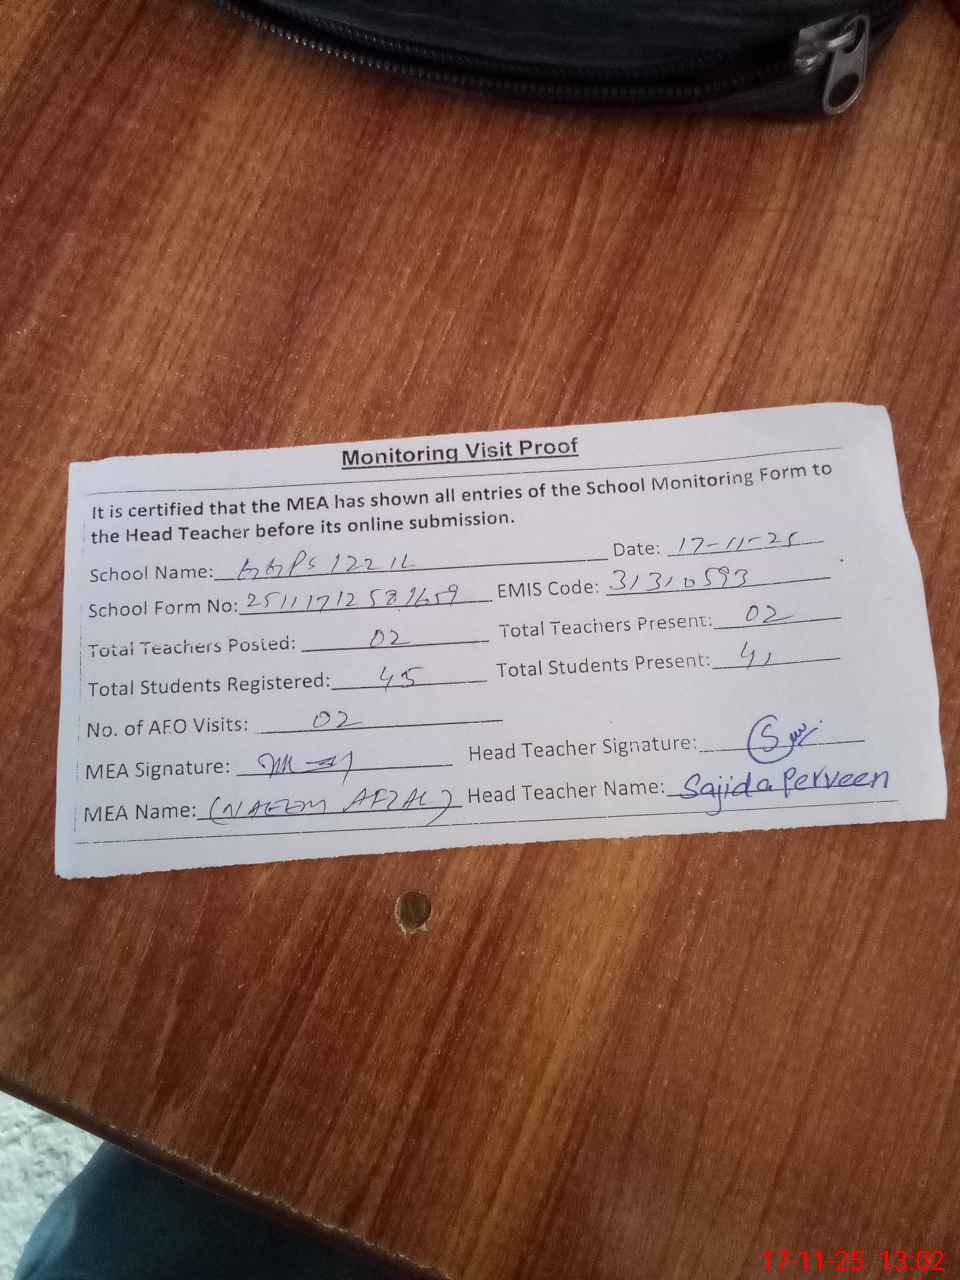 Monitoring Visit Proof
It is certified that the MEA has shown all entries of the School Monitoring Form to
the Head Teacher before its online submission.
School Name: GGPS 122 1L Date: 17-11-25
School Form No: EMIS Code: 31310593
Total Teachers Posted: 02 Total Teachers Present: 02
Total Students Registered: 45 Total Students Present: 41
No. of AEO Visits: 02
MEA Signature: Head Teacher Signature:
MEA Name: (NAEEM AFZAL) Head Teacher Name: Sajida Perveen
17-11-25 13:02